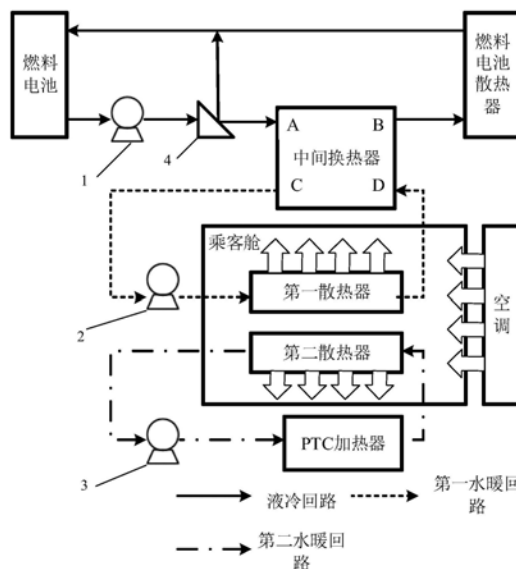 燃料
电池
燃料
电池
散热
器
1
4
A
B
中间换热器
C
D
乘客舱
第一散热器
2
空
调
第二散热器
3
PTC加热器
液冷回路
第一水暖回
路
第二水暖回
路